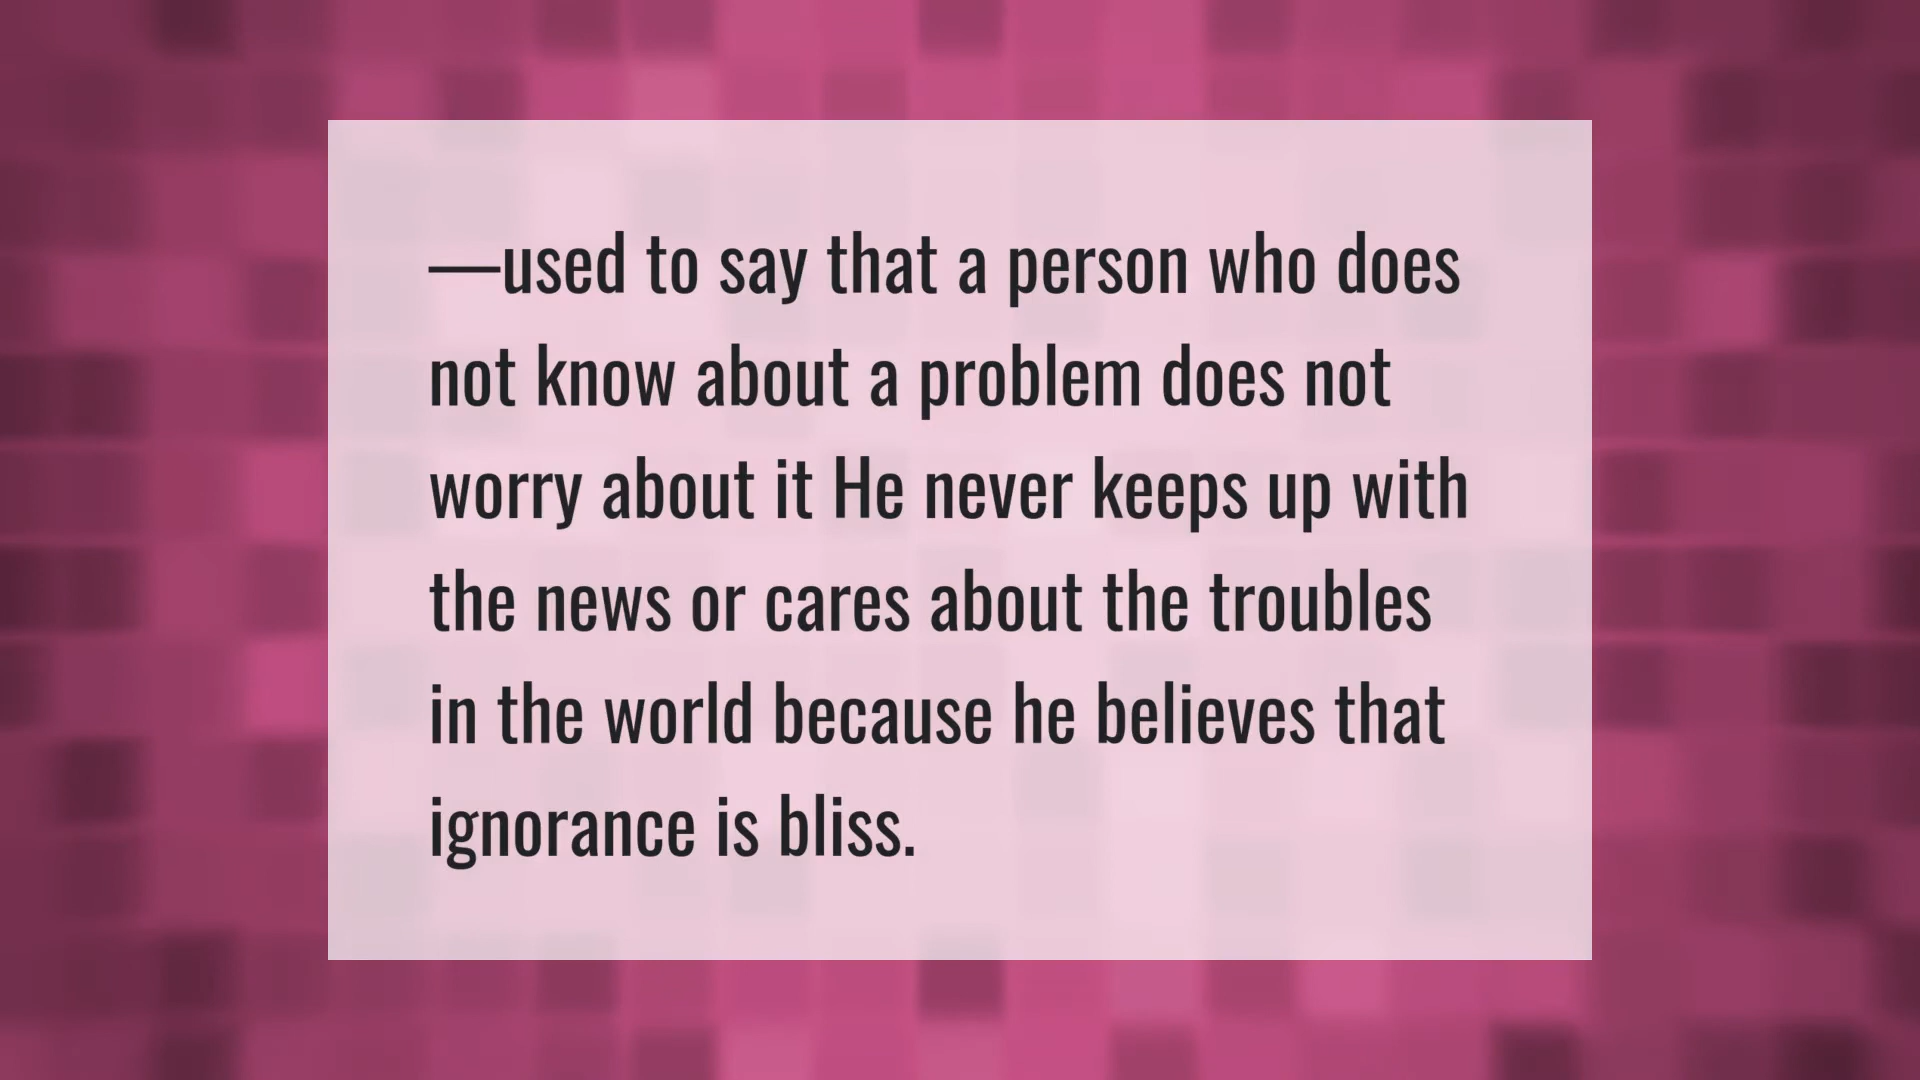 —used to say that a person who does
not know about a problem does not
worry about it He never keeps up with
the news or cares about the troubles
in the world because he believes that
ignorance is bliss.